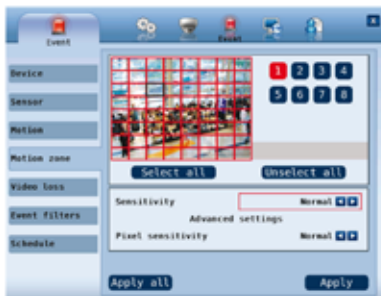 Event
Event
Device
Sensor
Motion
Motion zone
Video loss
Event filters
Schedule
1 2 3 4
5 6 7 8
Select all
Unselect all
Sensitivity Normal
Advanced settings
Pixel sensitivity Normal
Apply all
Apply